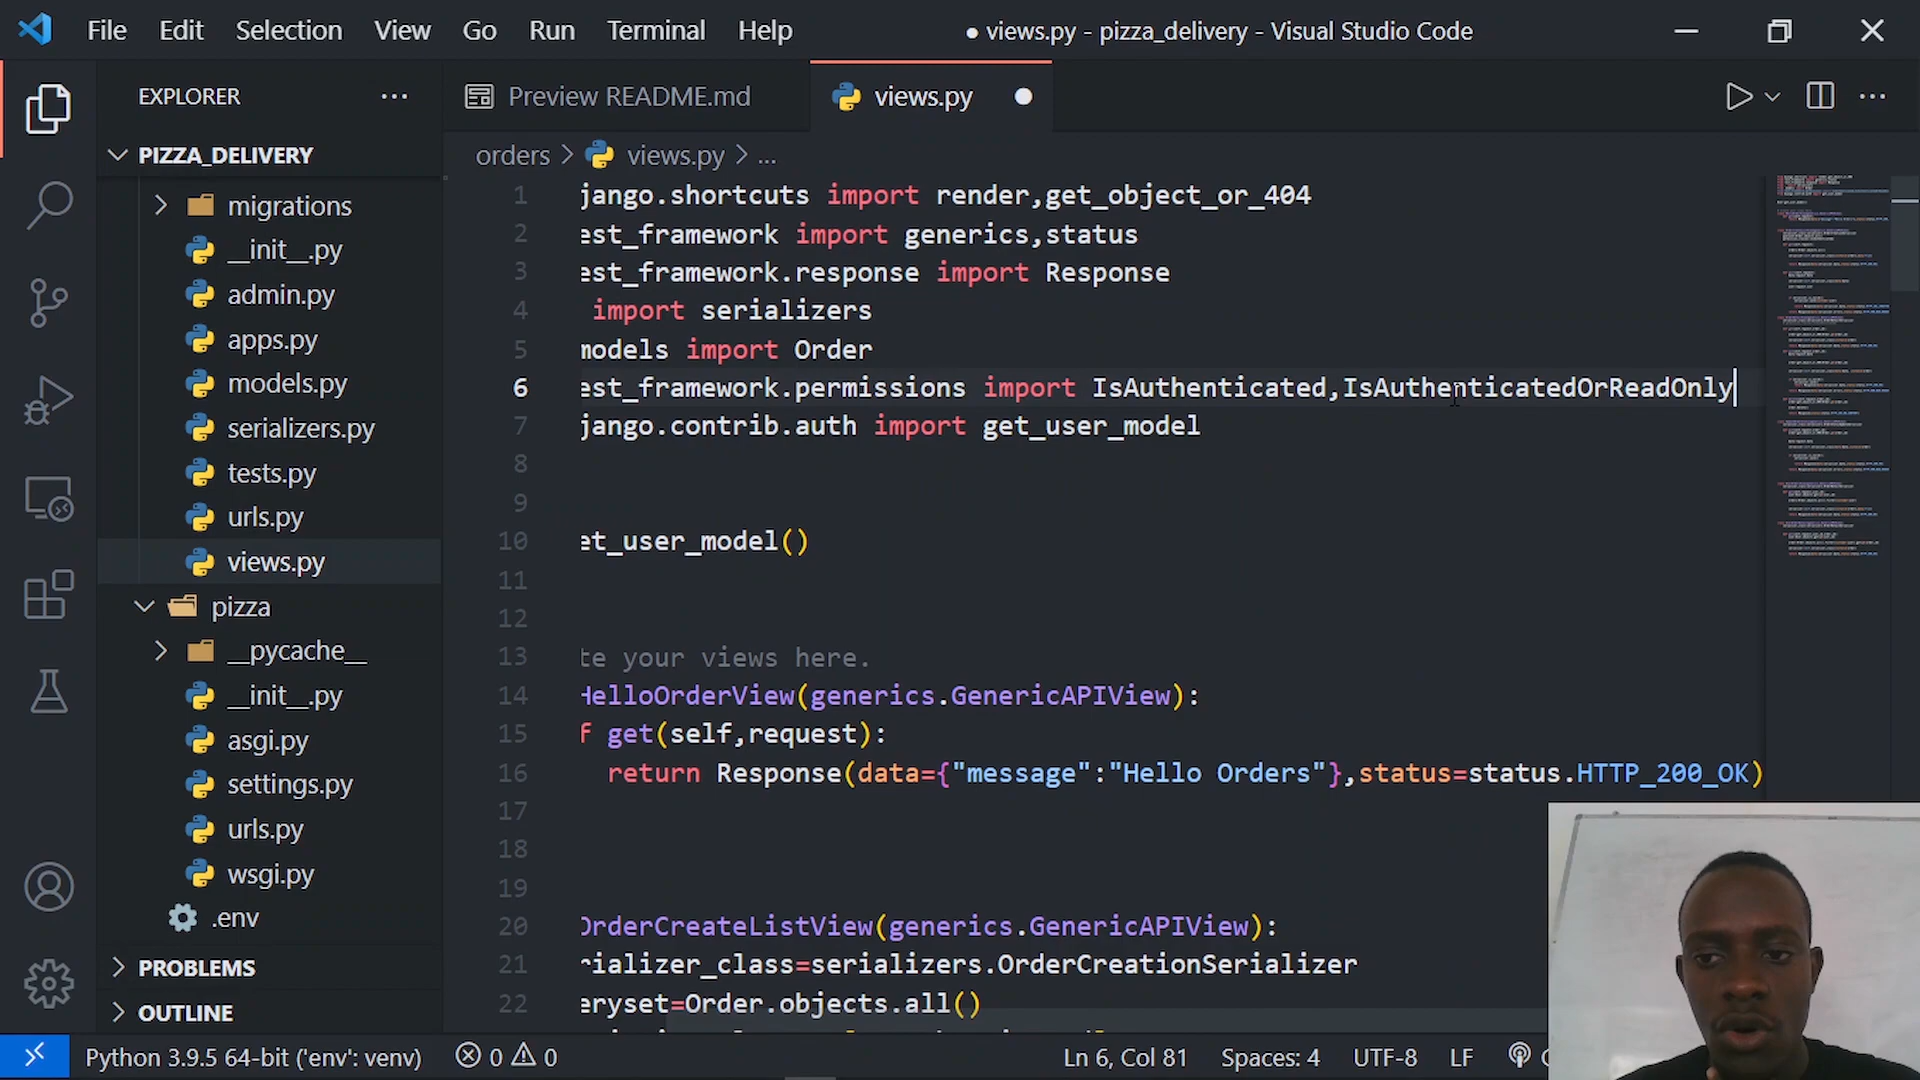 File Edit Selection View Go Run Terminal Help
● views.py - pizza_delivery - Visual Studio Code
EXPLORER
Preview README.md
views.py
PIZZA_DELIVERY
orders > views.py > ...
migrations
__init__.py
admin.py
apps.py
models.py
serializers.py
tests.py
urls.py
views.py
pizza
__pycache__
__init__.py
asgi.py
settings.py
urls.py
wsgi.py
.env
PROBLEMS
OUTLINE
1 jango.shortcuts import render,get_object_or_404
2 est_framework import generics,status
3 est_framework.response import Response
4 import serializers
5 models import Order
6 est_framework.permissions import IsAuthenticated,IsAuthenticatedOrReadOnly
7 jango.contrib.auth import get_user_model
8
9
10 et_user_model()
11
12
13 te your views here.
14 HelloOrderView(generics.GenericAPIView):
15 f get(self,request):
16 return Response(data={"message":"Hello Orders"},status=status.HTTP_200_OK)
17
18
19
20 OrderCreateListView(generics.GenericAPIView):
21 rializer_class=serializers.OrderCreationSerializer
22 eryset=Order.objects.all()
Python 3.9.5 64-bit ('env': venv) 0 0
Ln 6, Col 81 Spaces: 4 UTF-8 LF